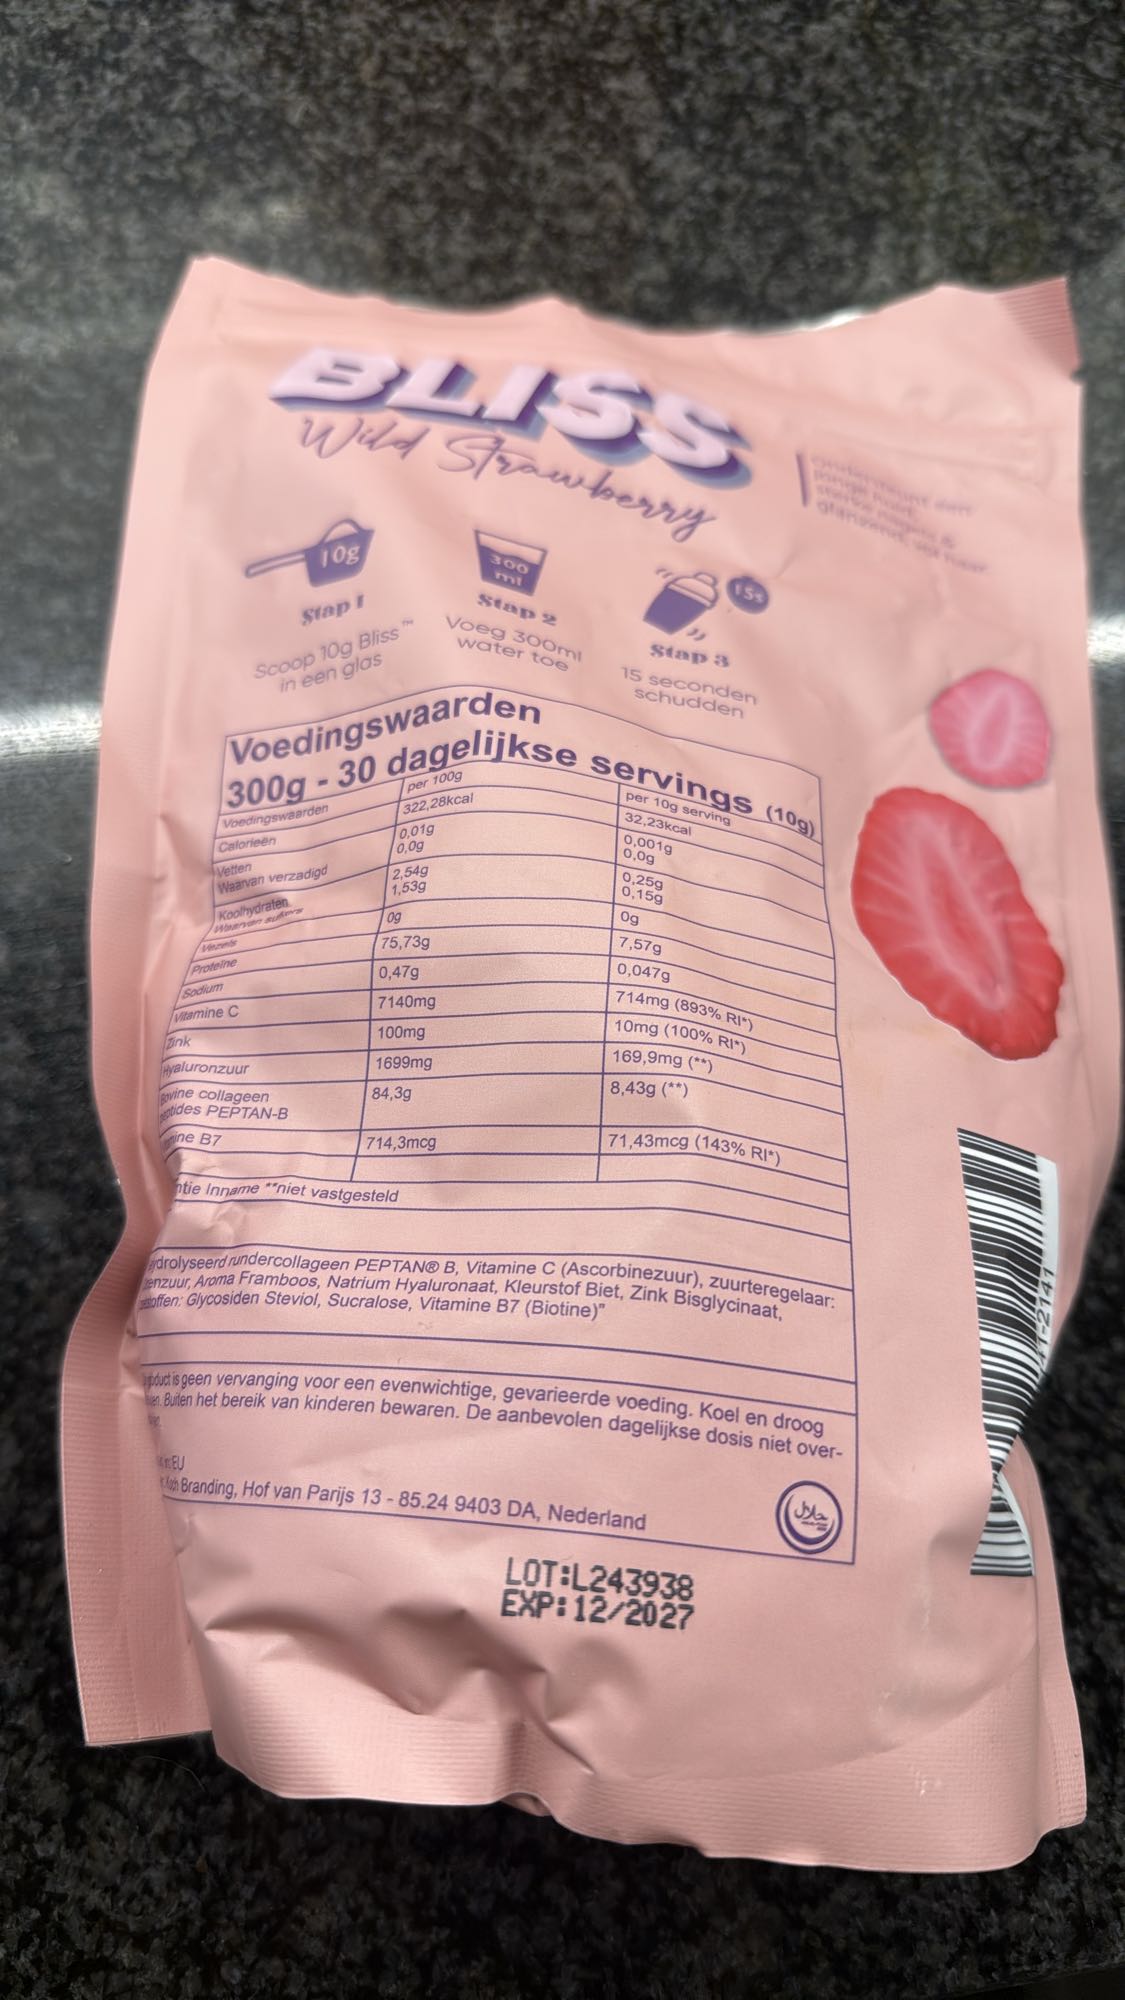 BLISS
Wild Strawberry
10g
Stap 1
Scoop 10g Bliss™
in een glas
300
ml
Stap 2
Voeg 300ml
water toe
15s
Stap 3
15 seconden
schudden
Voedingswaarden
300g - 30 dagelijkse servings (10g)
Voedingswaarden per 100g per 10g serving
Calorieën 322,28kcal 32,23kcal
Vetten 0,01g 0,001g
Waarvan verzadigd 0,0g 0,0g
Koolhydraten 2,54g 0,25g
Waarvan suikers 1,53g 0,15g
Vezels 0g 0g
Proteïne 75,73g 7,57g
Sodium 0,47g 0,047g
Vitamine C 7140mg 714mg (893% RI*)
Zink 100mg 10mg (100% RI*)
Hyaluronzuur 1699mg 169,9mg (**)
Bovine collageen 84,3g 8,43g (**)
PEPTAN-B
B7 714,3mcg 71,43mcg (143% RI*)
Inname **niet vastgesteld
rundercollageen PEPTAN® B, Vitamine C (Ascorbinezuur), zuurteregelaar:
Aroma Framboos, Natrium Hyaluronaat, Kleurstof Biet, Zink Bisglycinaat,
Glycosiden Steviol, Sucralose, Vitamine B7 (Biotine)"
is geen vervanging voor een evenwichtige, gevarieerde voeding. Koel en droog
Buiten het bereik van kinderen bewaren. De aanbevolen dagelijkse dosis niet over-
EU
Branding, Hof van Parijs 13 - 85.24 9403 DA, Nederland
حلال
LOT:L243938
EXP:12/2027